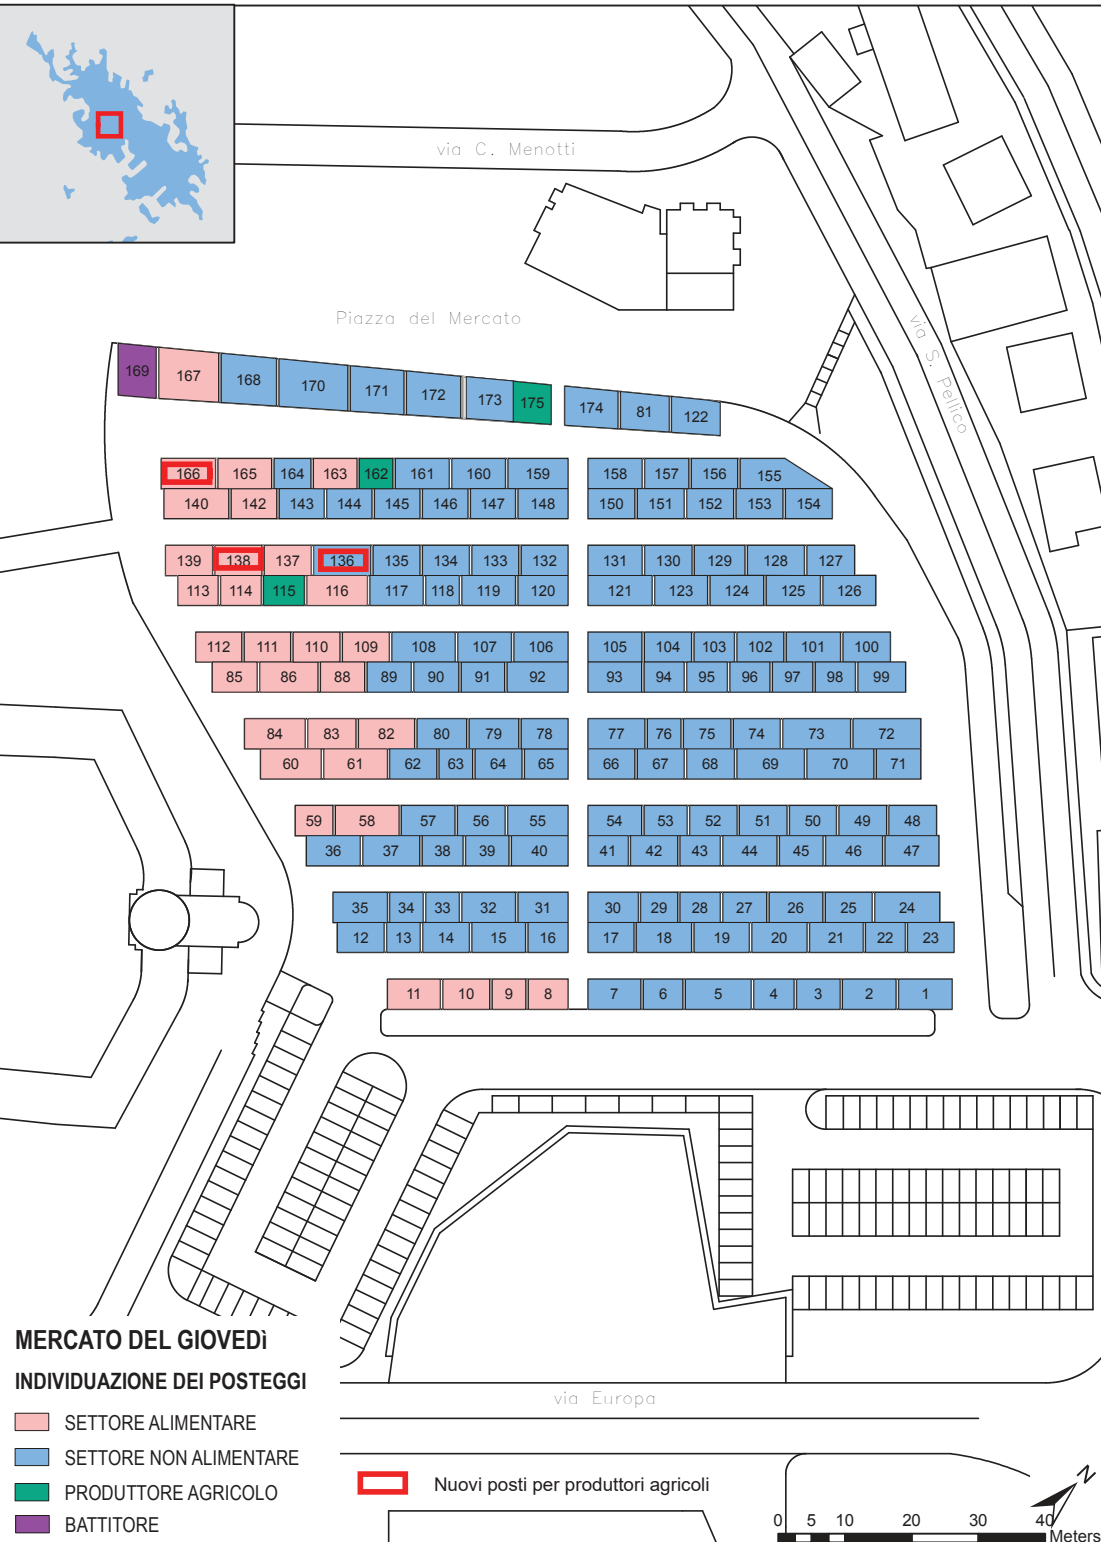 via C. Menotti
via S. Pellico
Piazza del Mercato
169 167 168 170 171 172 173 175 174 81 122
166 165 164 163 162 161 160 159 158 157 156 155
140 142 143 144 145 146 147 148 150 151 152 153 154
139 138 137 136 135 134 133 132 131 130 129 128 127
113 114 115 116 117 118 119 120 121 123 124 125 126
112 111 110 109 108 107 106 105 104 103 102 101 100
85 86 88 89 90 91 92 93 94 95 96 97 98 99
84 83 82 80 79 78 77 76 75 74 73 72
60 61 62 63 64 65 66 67 68 69 70 71
59 58 57 56 55 54 53 52 51 50 49 48
36 37 38 39 40 41 42 43 44 45 46 47
35 34 33 32 31 30 29 28 27 26 25 24
12 13 14 15 16 17 18 19 20 21 22 23
11 10 9 8 7 6 5 4 3 2 1
MERCATO DEL GIOVEDì
INDIVIDUAZIONE DEI POSTEGGI
SETTORE ALIMENTARE
SETTORE NON ALIMENTARE
PRODUTTORE AGRICOLO
BATTITORE
via Europa
Nuovi posti per produttori agricoli
N
0 5 10 20 30 40
Meters